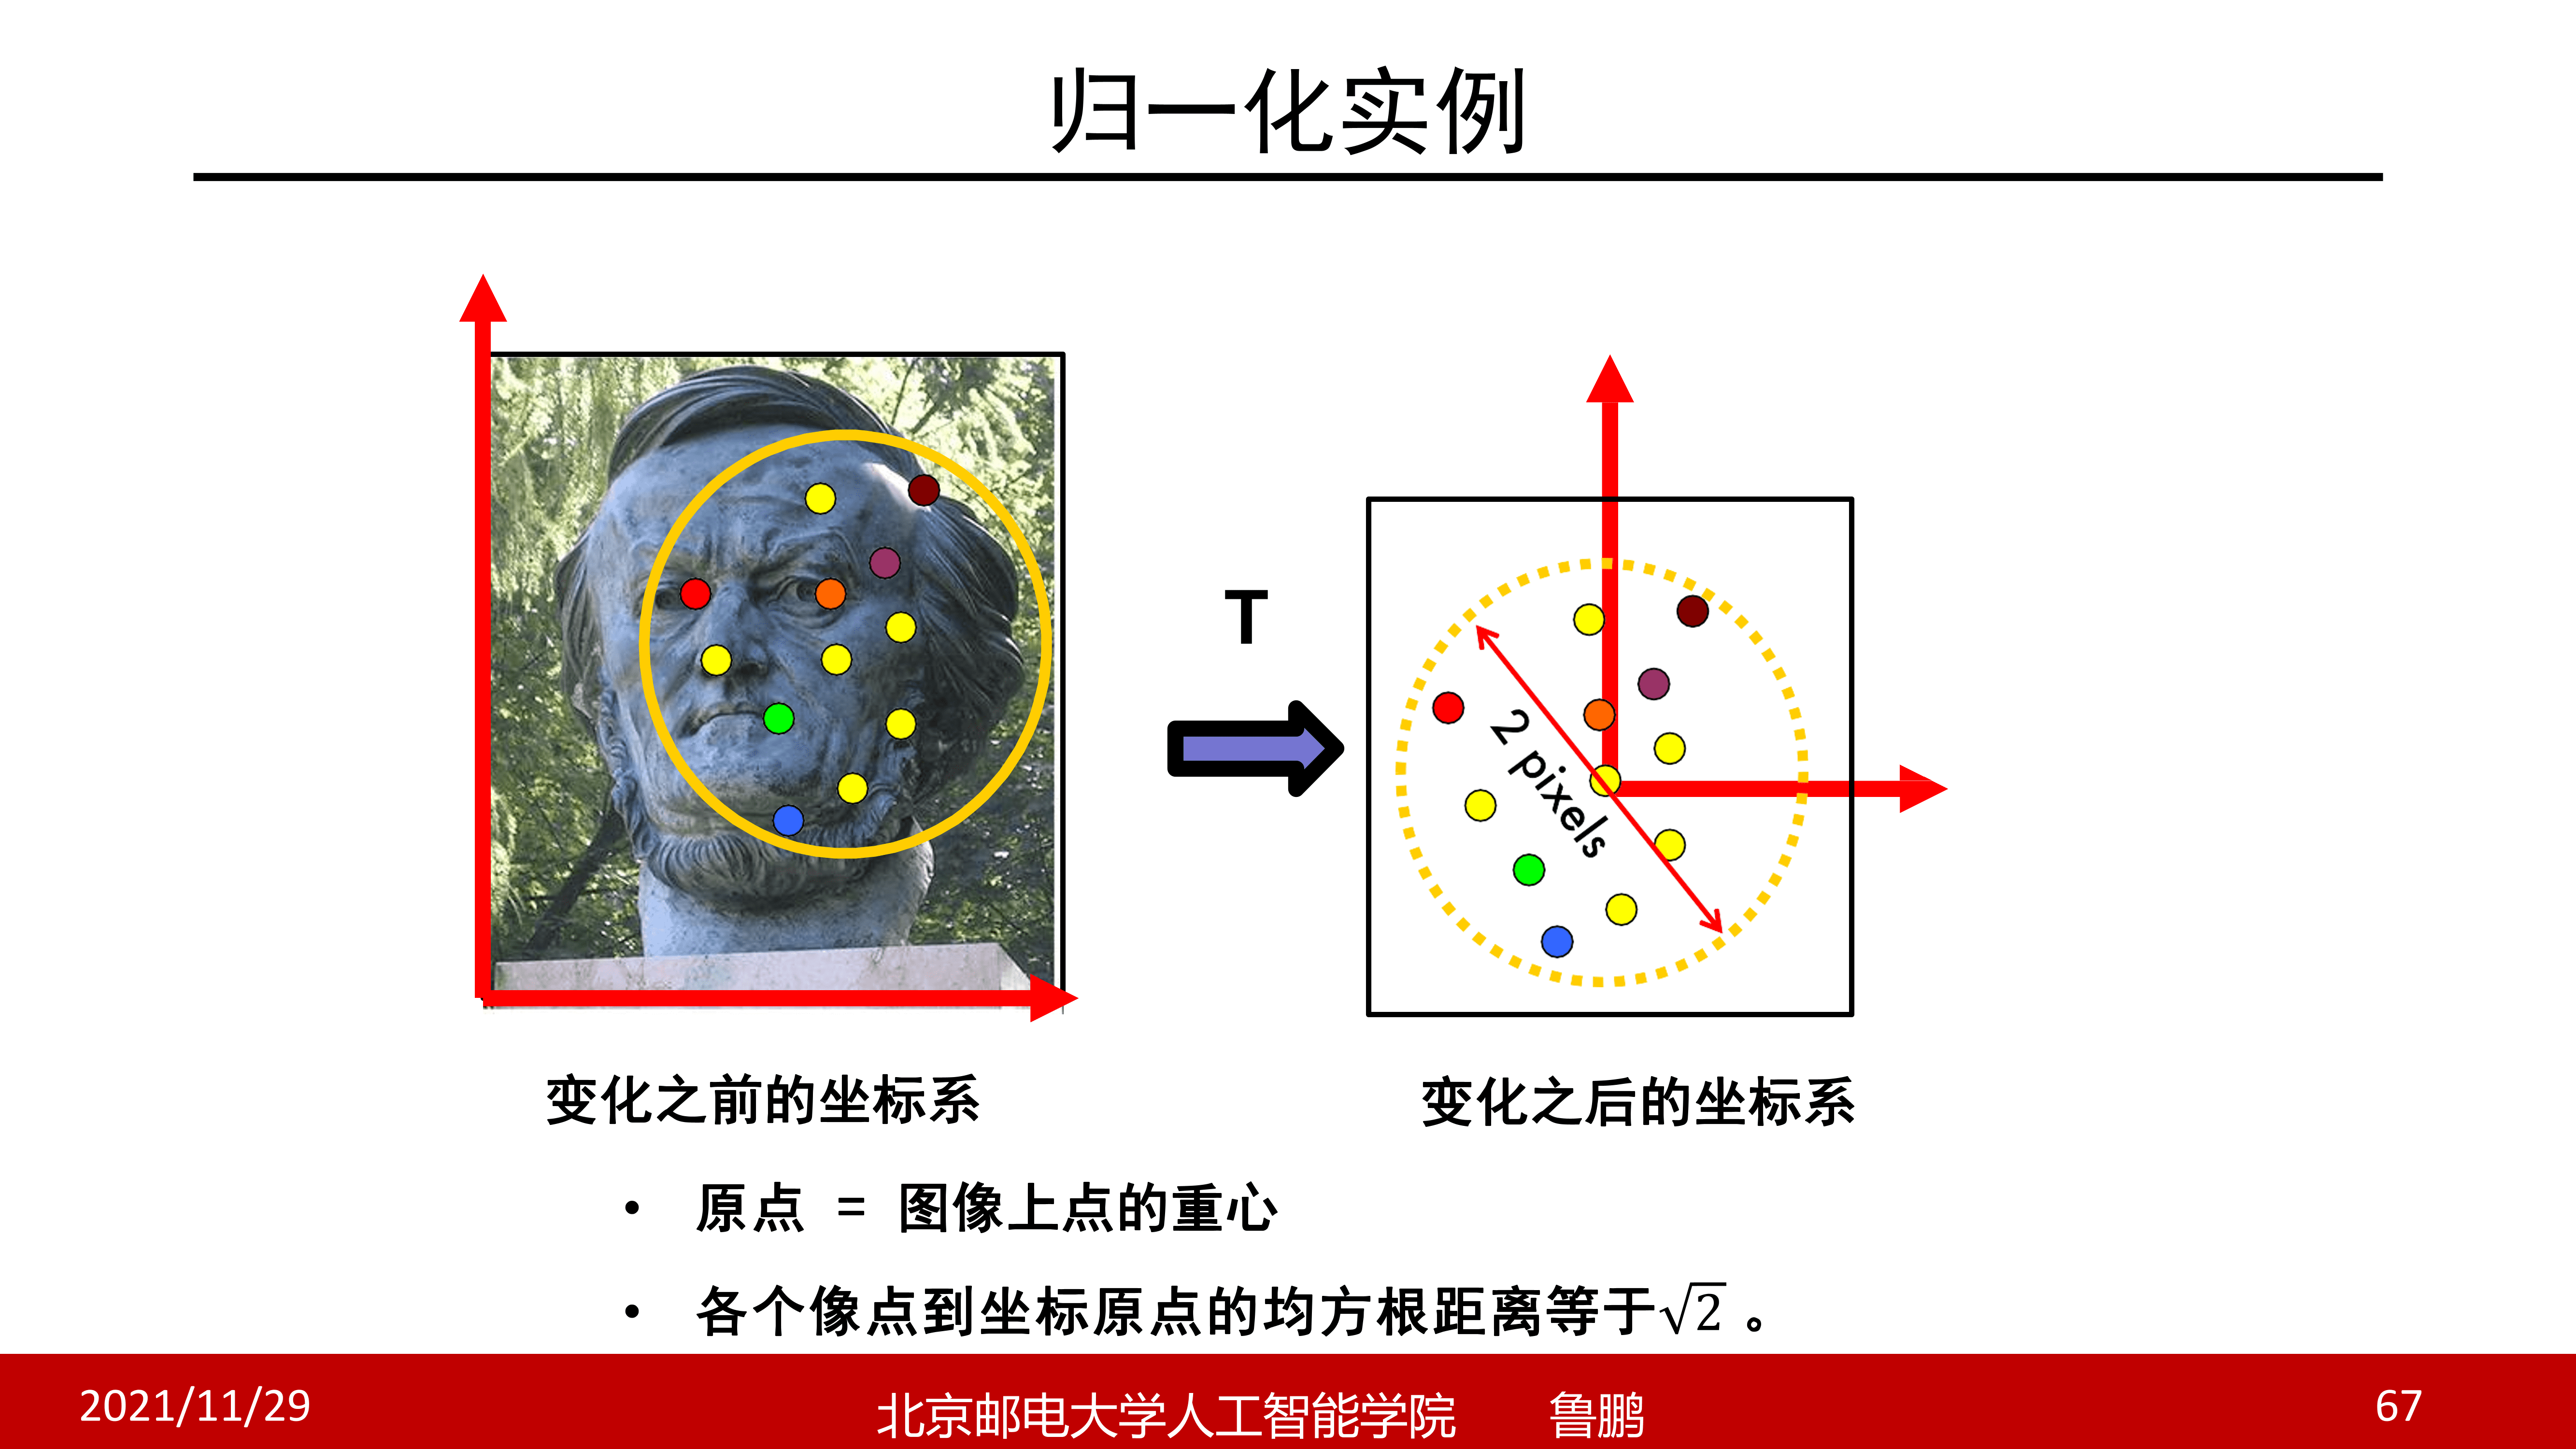 归一化实例
T
2 pixels
变化之前的坐标系
变化之后的坐标系
• 原点 = 图像上点的重心
• 各个像点到坐标原点的均方根距离等于√2 。
2021/11/29
北京邮电大学人工智能学院 鲁鹏
67